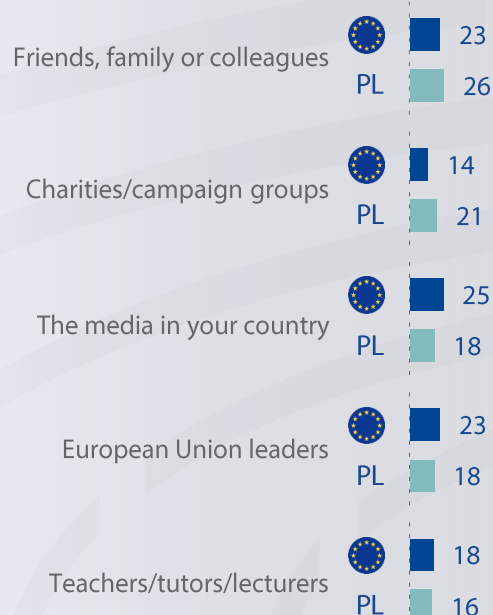 23
Friends, family or colleagues
PL 26
14
Charities/campaign groups
PL 21
25
The media in your country
PL 18
23
European Union leaders
PL 18
18
Teachers/tutors/lecturers
PL 16